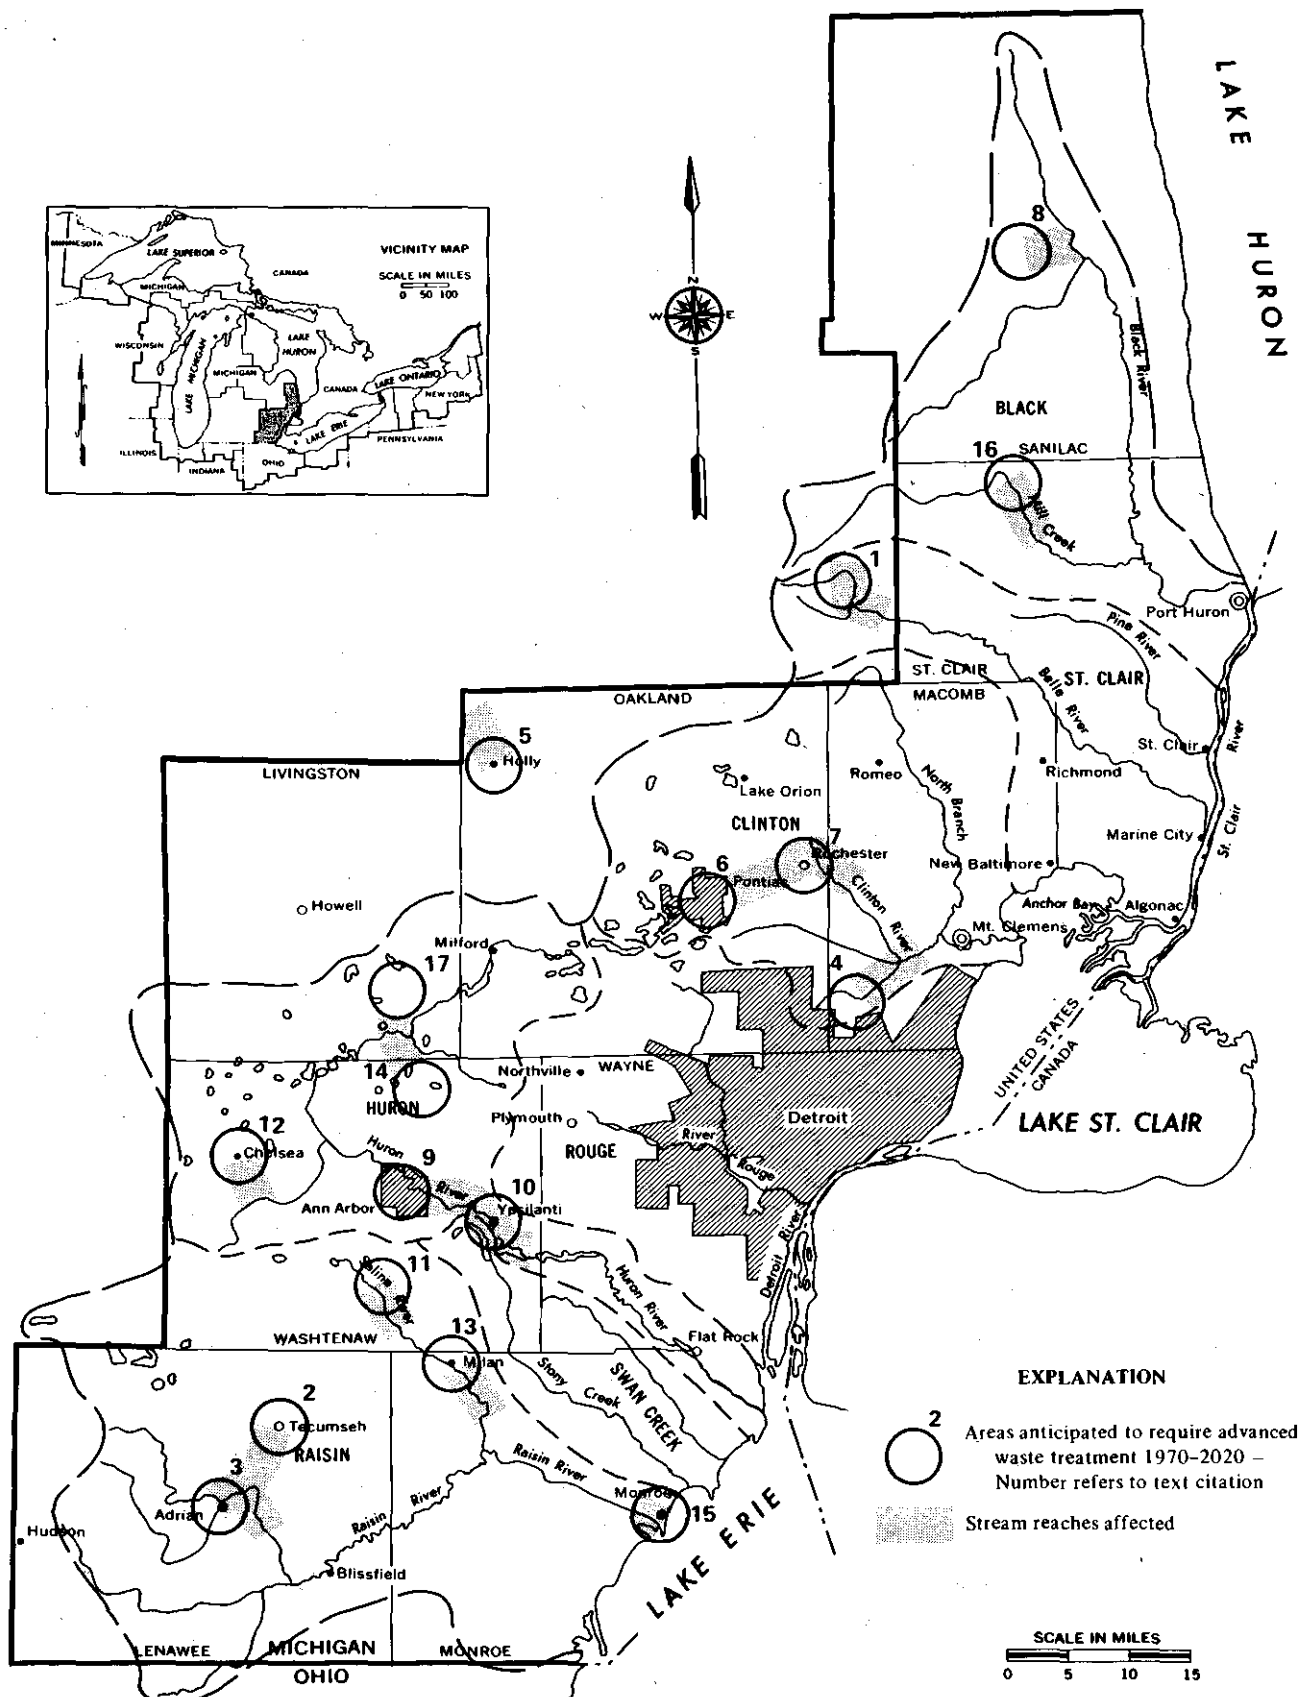 LAKE HURON
VICINITY MAP
SCALE IN MILES
0 50 100
MINNESOTA
LAKE SUPERIOR
CANADA
MICHIGAN
WISCONSIN
LAKE MICHIGAN
LAKE
HURON
MICHIGAN
CANADA
LAKE ONTARIO
NEW YORK
LAKE ERIE
PENNSYLVANIA
ILLINOIS
INDIANA
OHIO
N
W
E
S
8
Black River
BLACK
16
SANILAC
Mill Creek
1
Port Huron
Pine River
ST. CLAIR
MACOMB
Belle River
ST. CLAIR
OAKLAND
5
Holly
LIVINGSTON
St. Clair
St. Clair River
Lake Orion
Romeo
North Branch
Richmond
CLINTON
7
Rochester
Marine City
6
Pontiac
New Baltimore
Clinton River
Howell
Anchor Bay
Algonac
Milford
Mt. Clemens
17
4
UNITED STATES
CANADA
14
HURON
Northville
WAYNE
Plymouth
Detroit
LAKE ST. CLAIR
12
Chelsea
ROUGE
River Rouge
Huron River
9
10
Ann Arbor
Ypsilanti
11
Saline River
Detroit River
Huron River
WASHTENAW
13
Milan
Flat Rock
Stony Creek
SWAN CREEK
2
Tecumseh
RAISIN
Raisin River
3
Adrian
Monroe
15
Hudson
Raisin River
Blissfield
LAKE ERIE
LENAWEE
MICHIGAN
MONROE
OHIO
EXPLANATION
2
Areas anticipated to require advanced
waste treatment 1970–2020 –
Number refers to text citation
Stream reaches affected
SCALE IN MILES
0 5 10 15